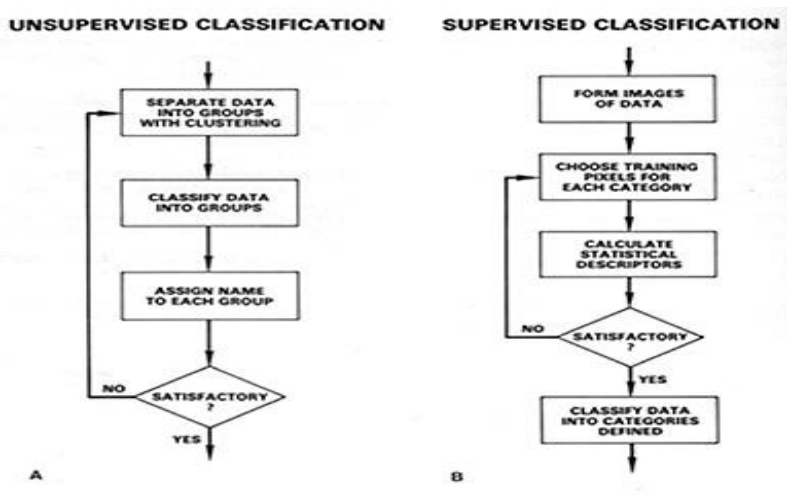 UNSUPERVISED CLASSIFICATION
SEPARATE DATA
INTO GROUPS
WITH CLUSTERING
CLASSIFY DATA
INTO GROUPS
ASSIGN NAME
TO EACH GROUP
NO
SATISFACTORY
?
YES
A
SUPERVISED CLASSIFICATION
FORM IMAGES
OF DATA
CHOOSE TRAINING
PIXELS FOR
EACH CATEGORY
CALCULATE
STATISTICAL
DESCRIPTORS
NO
SATISFACTORY
?
YES
CLASSIFY DATA
INTO CATEGORIES
DEFINED
B